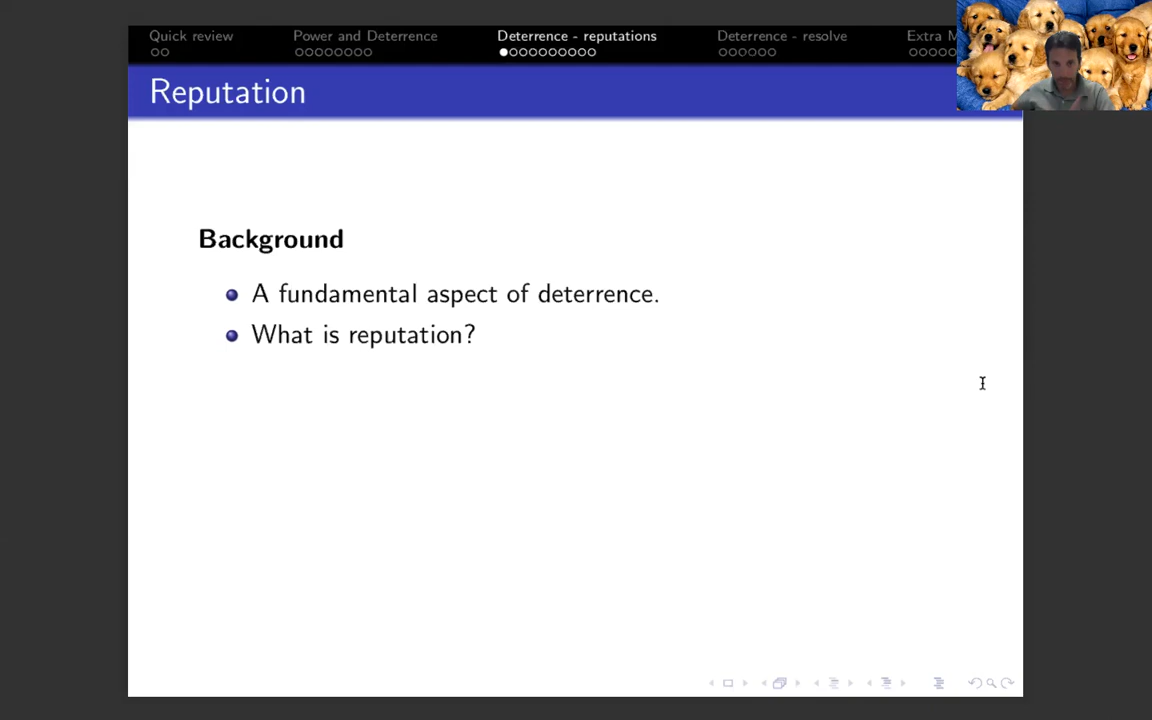 Quick review
Power and Deterrence
Deterrence - reputations
Deterrence - resolve
Extra M
Reputation
Background
A fundamental aspect of deterrence.
What is reputation?